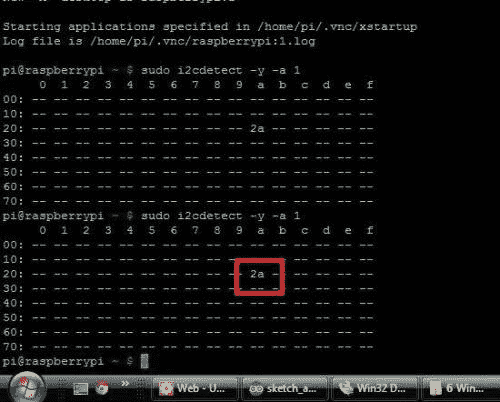 Starting applications specified in /home/pi/.vnc/xstartup
Log file is /home/pi/.vnc/raspberrypi:1.log
pi@raspberrypi ~ $ sudo i2cdetect -y -a 1
0 1 2 3 4 5 6 7 8 9 a b c d e f
00: -- -- -- -- -- -- -- -- -- -- -- -- -- -- -- --
10: -- -- -- -- -- -- -- -- -- -- -- -- -- -- -- --
20: -- -- -- -- -- -- -- -- -- -- 2a -- -- -- -- --
30: -- -- -- -- -- -- -- -- -- -- -- -- -- -- -- --
40: -- -- -- -- -- -- -- -- -- -- -- -- -- -- -- --
50: -- -- -- -- -- -- -- -- -- -- -- -- -- -- -- --
60: -- -- -- -- -- -- -- -- -- -- -- -- -- -- -- --
70: -- -- -- -- -- -- -- -- -- -- -- -- -- -- -- --
pi@raspberrypi ~ $ sudo i2cdetect -y -a 1
0 1 2 3 4 5 6 7 8 9 a b c d e f
00: -- -- -- -- -- -- -- -- -- -- -- -- -- -- -- --
10: -- -- -- -- -- -- -- -- -- -- -- -- -- -- -- --
20: -- -- -- -- -- -- -- -- -- -- 2a -- -- -- -- --
30: -- -- -- -- -- -- -- -- -- -- -- -- -- -- -- --
40: -- -- -- -- -- -- -- -- -- -- -- -- -- -- -- --
50: -- -- -- -- -- -- -- -- -- -- -- -- -- -- -- --
60: -- -- -- -- -- -- -- -- -- -- -- -- -- -- -- --
70: -- -- -- -- -- -- -- -- -- -- -- -- -- -- -- --
pi@raspberrypi ~ $
» Web - U... sketch_a... Win32 D... 6 Win